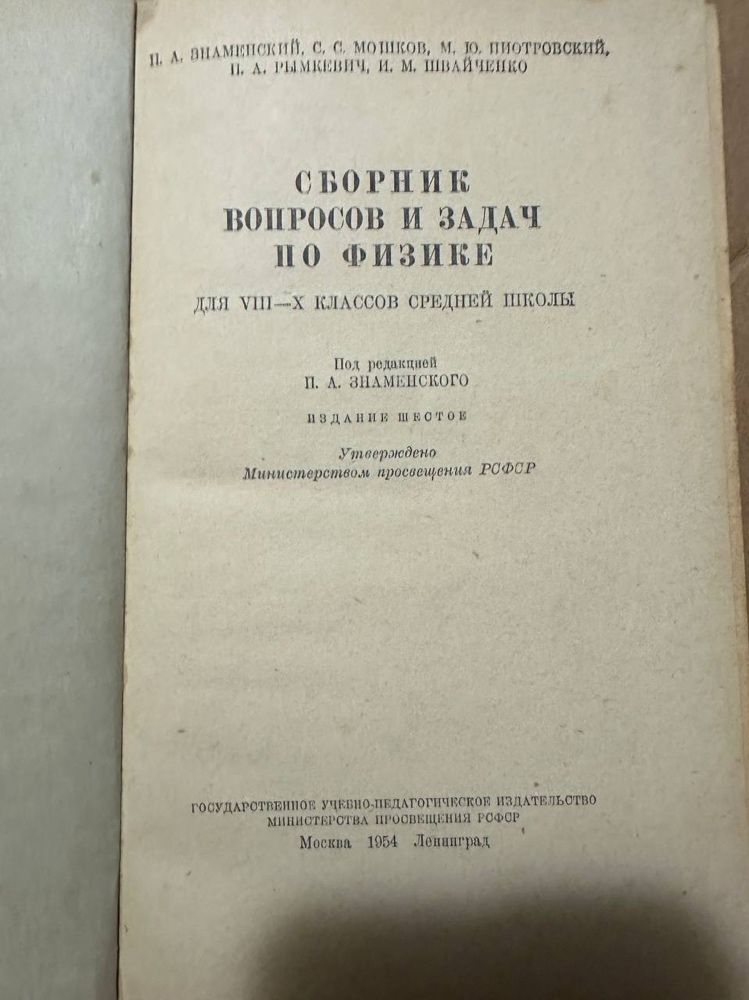 П. А. ЗНАМЕНСКИЙ, С. С. МОШКОВ, М. Ю. ПИОТРОВСКИЙ,
П. А. РЫМКЕВИЧ, И. М. ШВАЙЧЕНКО
СБОРНИК
ВОПРОСОВ И ЗАДАЧ
ПО ФИЗИКЕ
ДЛЯ VIII—X КЛАССОВ СРЕДНЕЙ ШКОЛЫ
Под редакцией
П. А. ЗНАМЕНСКОГО
ИЗДАНИЕ ШЕСТОЕ
Утверждено
Министерством просвещения РСФСР
ГОСУДАРСТВЕННОЕ УЧЕБНО-ПЕДАГОГИЧЕСКОЕ ИЗДАТЕЛЬСТВО
МИНИСТЕРСТВА ПРОСВЕЩЕНИЯ РСФСР
Москва 1954 Ленинград